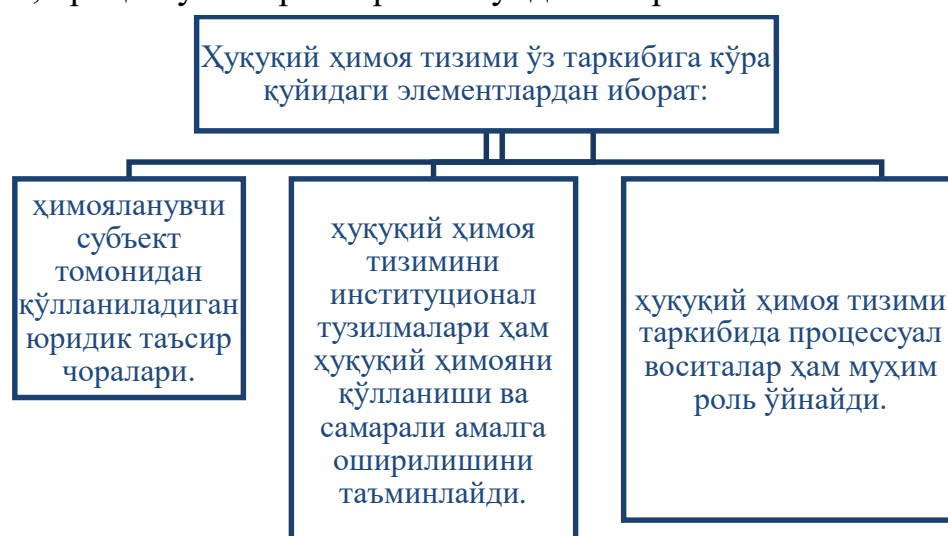 Ҳуқуқий ҳимоя тизими ўз таркибига кўра
қуйидаги элементлардан иборат:
ҳимояланувчи
субъект
томонидан
қўлланиладиган
юридик таъсир
чоралари.
ҳуқуқий ҳимоя
тизимини
институционал
тузилмалари ҳам
ҳуқуқий ҳимояни
қўлланиши ва
самарали амалга
оширилишини
таъминлайди.
ҳуқуқий ҳимоя тизими
таркибида процессуал
воситалар ҳам муҳим
роль ўйнайди.